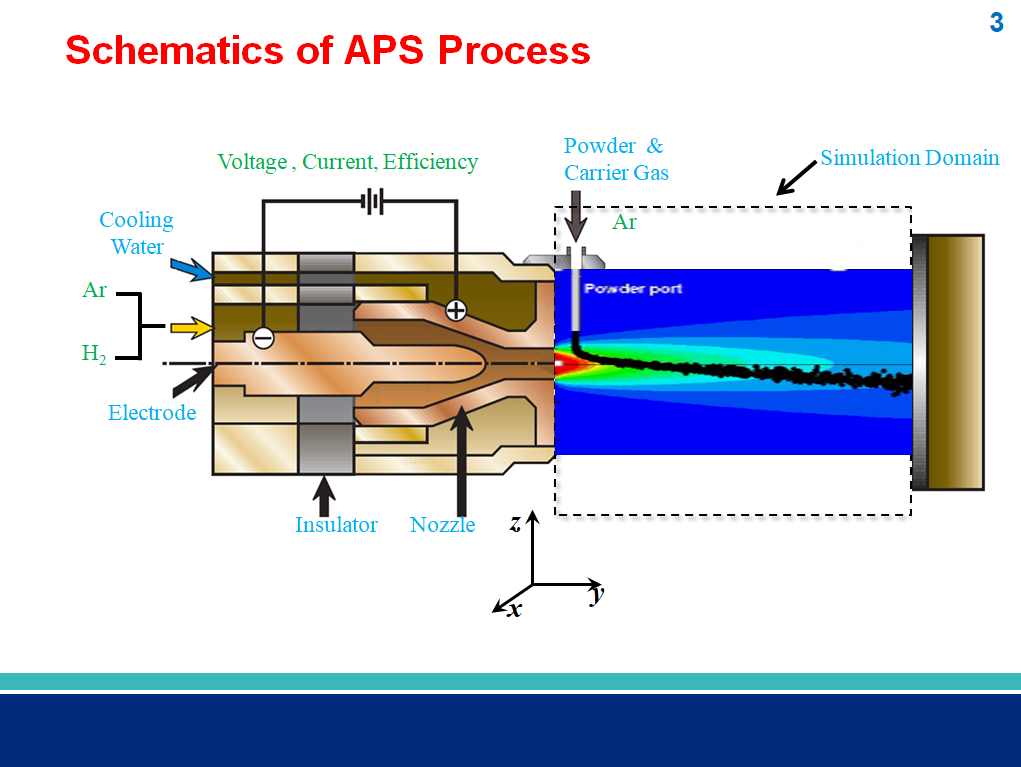 3
Schematics of APS Process
Voltage , Current, Efficiency
Powder &
Carrier Gas
Simulation Domain
Cooling
Water
Ar
Ar
H₂
Powder port
−
+
Electrode
Insulator
Nozzle
z
y
x